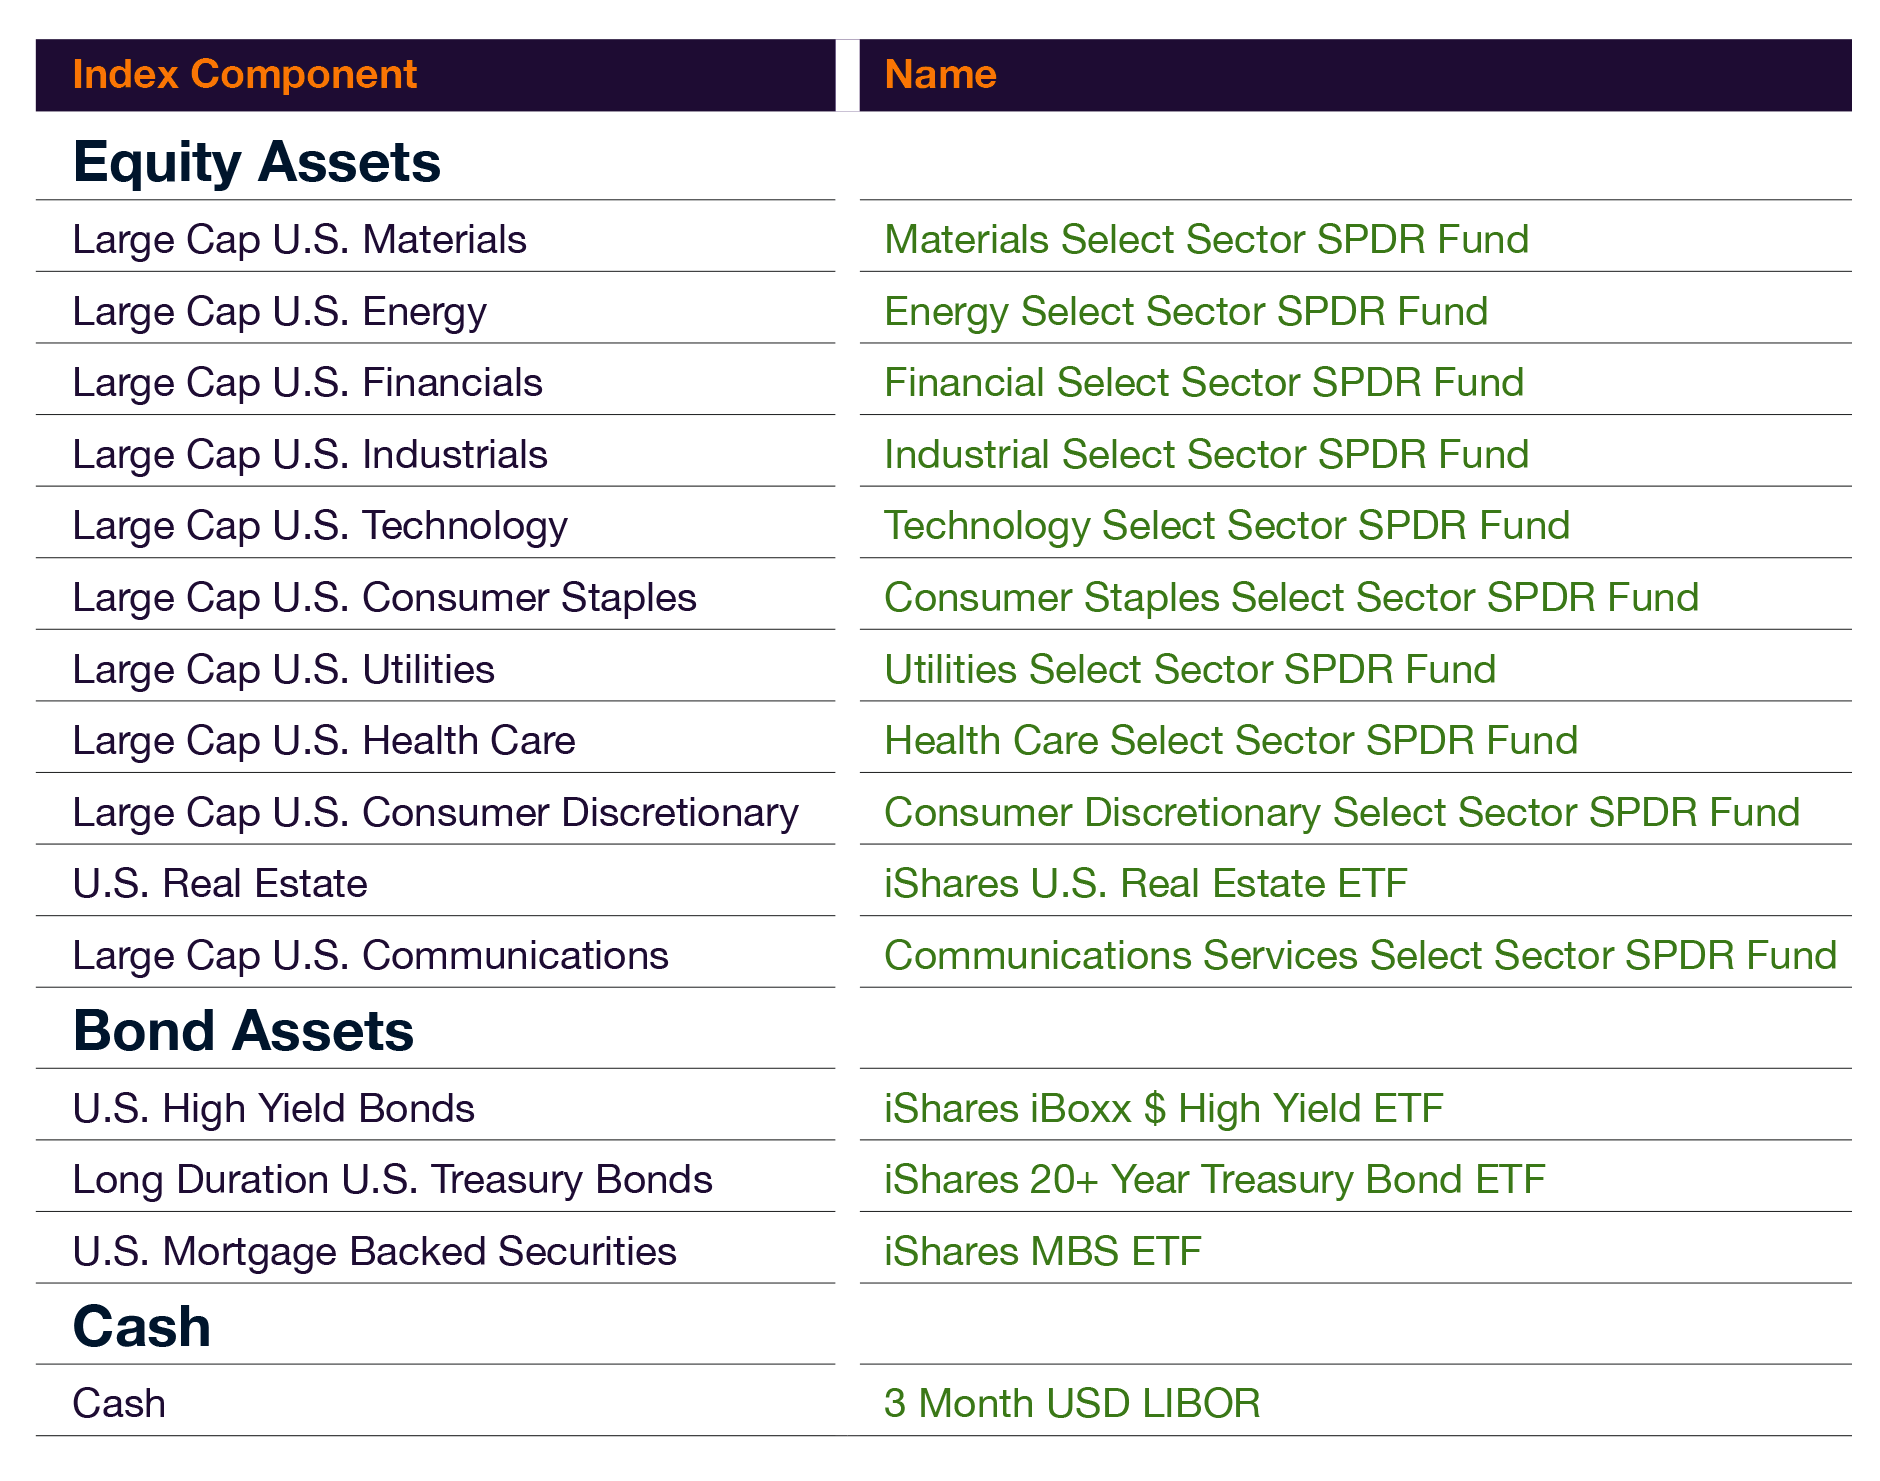 Index Component Name
Equity Assets
Large Cap U.S. Materials Materials Select Sector SPDR Fund
Large Cap U.S. Energy Energy Select Sector SPDR Fund
Large Cap U.S. Financials Financial Select Sector SPDR Fund
Large Cap U.S. Industrials Industrial Select Sector SPDR Fund
Large Cap U.S. Technology Technology Select Sector SPDR Fund
Large Cap U.S. Consumer Staples Consumer Staples Select Sector SPDR Fund
Large Cap U.S. Utilities Utilities Select Sector SPDR Fund
Large Cap U.S. Health Care Health Care Select Sector SPDR Fund
Large Cap U.S. Consumer Discretionary Consumer Discretionary Select Sector SPDR Fund
U.S. Real Estate iShares U.S. Real Estate ETF
Large Cap U.S. Communications Communications Services Select Sector SPDR Fund
Bond Assets
U.S. High Yield Bonds iShares iBoxx $ High Yield ETF
Long Duration U.S. Treasury Bonds iShares 20+ Year Treasury Bond ETF
U.S. Mortgage Backed Securities iShares MBS ETF
Cash
Cash 3 Month USD LIBOR